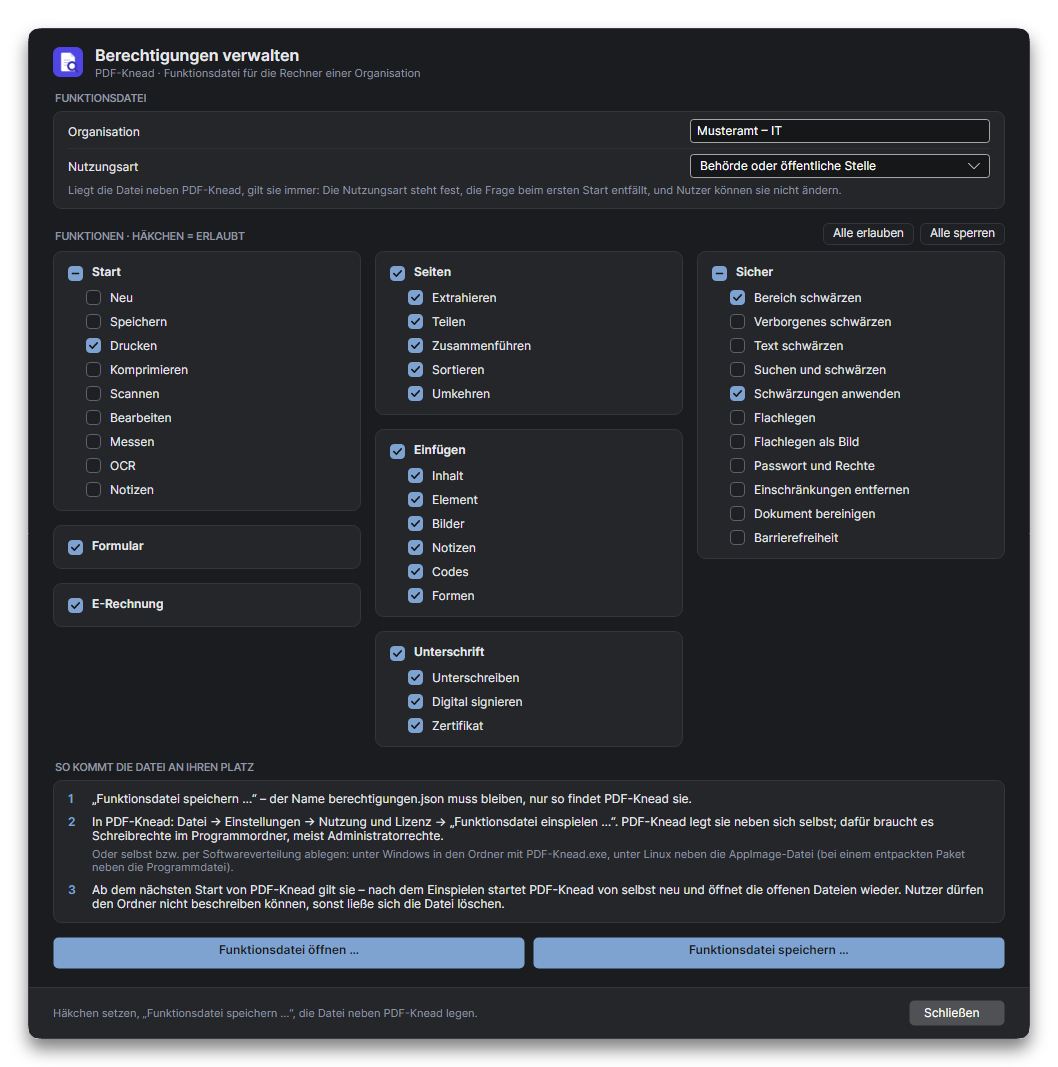 Berechtigungen verwalten
PDF-Knead · Funktionsdatei für die Rechner einer Organisation
FUNKTIONSDATEI
Organisation
Musteramt – IT
Nutzungsart
Behörde oder öffentliche Stelle
Liegt die Datei neben PDF-Knead, gilt sie immer: Die Nutzungsart steht fest, die Frage beim ersten Start entfällt, und Nutzer können sie nicht ändern.
FUNKTIONEN · HÄKCHEN = ERLAUBT
Alle erlauben
Alle sperren
Start
Neu
Speichern
Drucken
Komprimieren
Scannen
Bearbeiten
Messen
OCR
Notizen
Formular
E-Rechnung
Seiten
Extrahieren
Teilen
Zusammenführen
Sortieren
Umkehren
Einfügen
Inhalt
Element
Bilder
Notizen
Codes
Formen
Unterschrift
Unterschreiben
Digital signieren
Zertifikat
Sicher
Bereich schwärzen
Verborgenes schwärzen
Text schwärzen
Suchen und schwärzen
Schwärzungen anwenden
Flachlegen
Flachlegen als Bild
Passwort und Rechte
Einschränkungen entfernen
Dokument bereinigen
Barrierefreiheit
SO KOMMT DIE DATEI AN IHREN PLATZ
1 „Funktionsdatei speichern …“ – der Name berechtigungen.json muss bleiben, nur so findet PDF-Knead sie.
2 In PDF-Knead: Datei → Einstellungen → Nutzung und Lizenz → „Funktionsdatei einspielen …“. PDF-Knead legt sie neben sich selbst; dafür braucht es
Schreibrechte im Programmordner, meist Administratorrechte.
Oder selbst bzw. per Softwareverteilung ablegen: unter Windows in den Ordner mit PDF-Knead.exe, unter Linux neben die AppImage-Datei (bei einem entpackten Paket
neben die Programmdatei).
3 Ab dem nächsten Start von PDF-Knead gilt sie – nach dem Einspielen startet PDF-Knead von selbst neu und öffnet die offenen Dateien wieder. Nutzer dürfen
den Ordner nicht beschreiben können, sonst ließe sich die Datei löschen.
Funktionsdatei öffnen …
Funktionsdatei speichern …
Häkchen setzen, „Funktionsdatei speichern …“, die Datei neben PDF-Knead legen.
Schließen